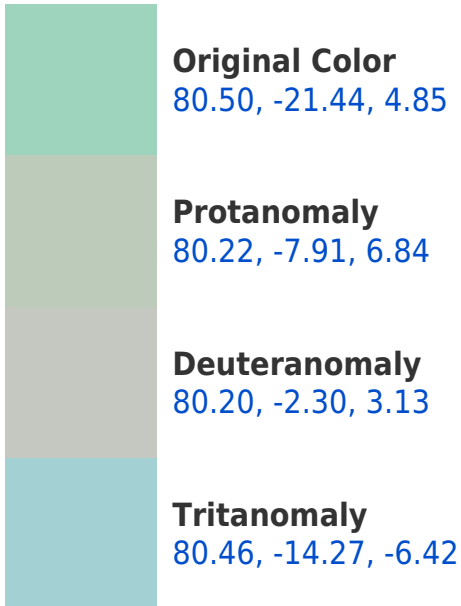 Original Color
80.50, -21.44, 4.85
Protanomaly
80.22, -7.91, 6.84
Deuteranomaly
80.20, -2.30, 3.13
Tritanomaly
80.46, -14.27, -6.42